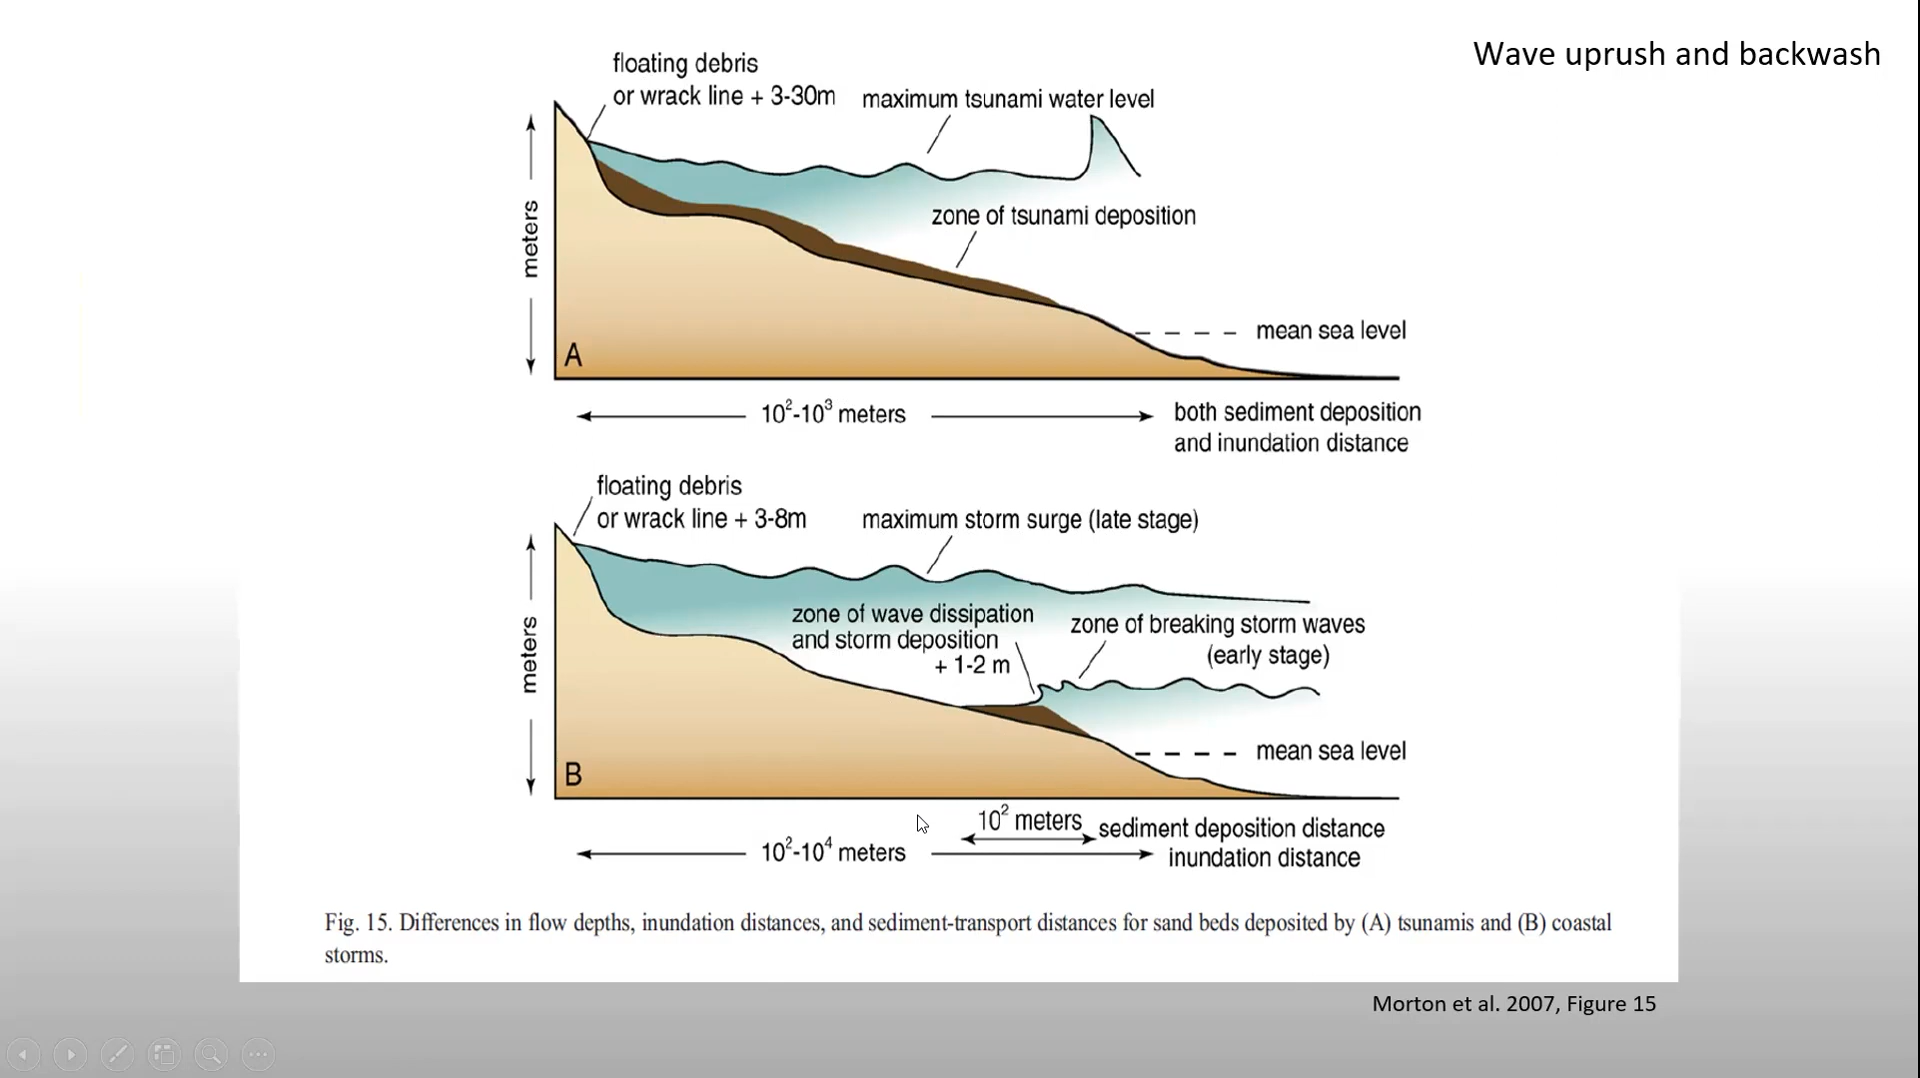 Wave uprush and backwash
floating debris
or wrack line + 3-30m
maximum tsunami water level
zone of tsunami deposition
meters
mean sea level
A
10²-10³ meters
both sediment deposition
and inundation distance
floating debris
or wrack line + 3-8m
maximum storm surge (late stage)
zone of wave dissipation
and storm deposition
+ 1-2 m
zone of breaking storm waves
(early stage)
meters
mean sea level
B
10² meters
sediment deposition distance
10²-10⁴ meters
inundation distance
Fig. 15. Differences in flow depths, inundation distances, and sediment-transport distances for sand beds deposited by (A) tsunamis and (B) coastal
storms.
Morton et al. 2007, Figure 15